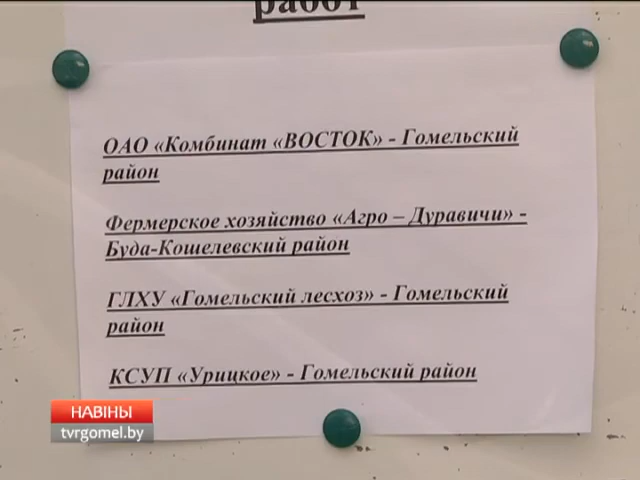 работ
ОАО «Комбинат «ВОСТОК» - Гомельский
район
Фермерское хозяйство «Агро – Дуравичи» -
Буда-Кошелевский район
ГЛХУ «Гомельский лесхоз» - Гомельский
район
КСУП «Урицкое» - Гомельский район
НАВІНЫ
tvrgomel.by